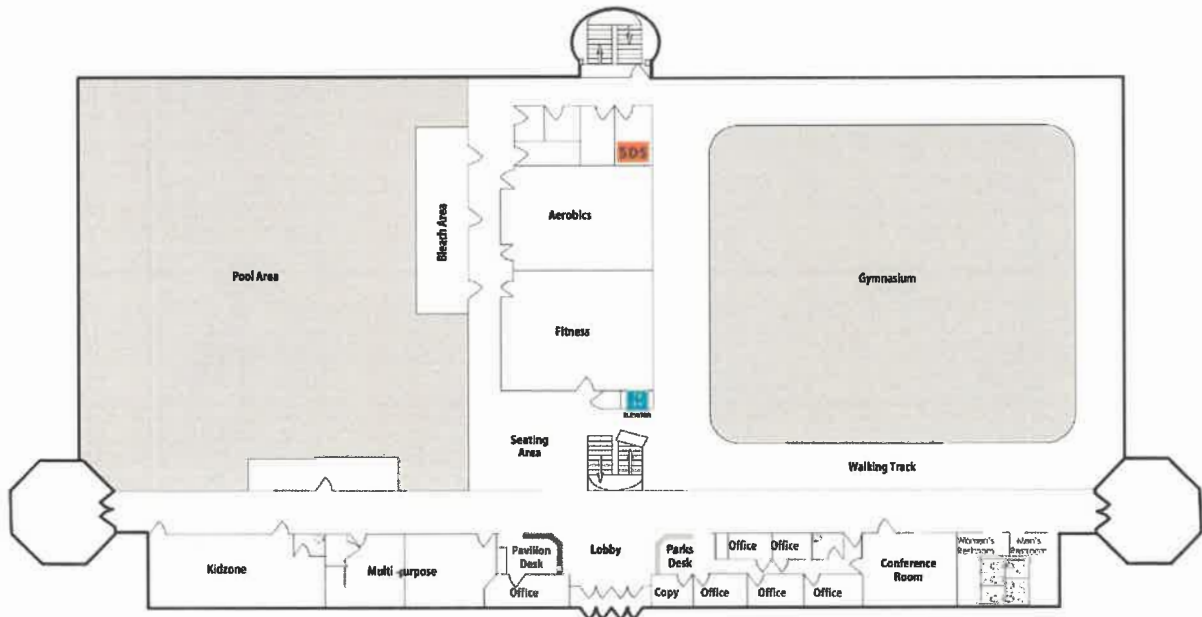 SDS
Aerobics
Bleach Area
Pool Area
Gymnasium
Fitness
Seating
Area
Walking Track
Kidzone
Multi-purpose
Pavilion
Desk
Office
Lobby
Parks
Desk
Office
Office
Copy
Office
Office
Office
Conference
Room
Women's
Restroom
Men's
Restroom